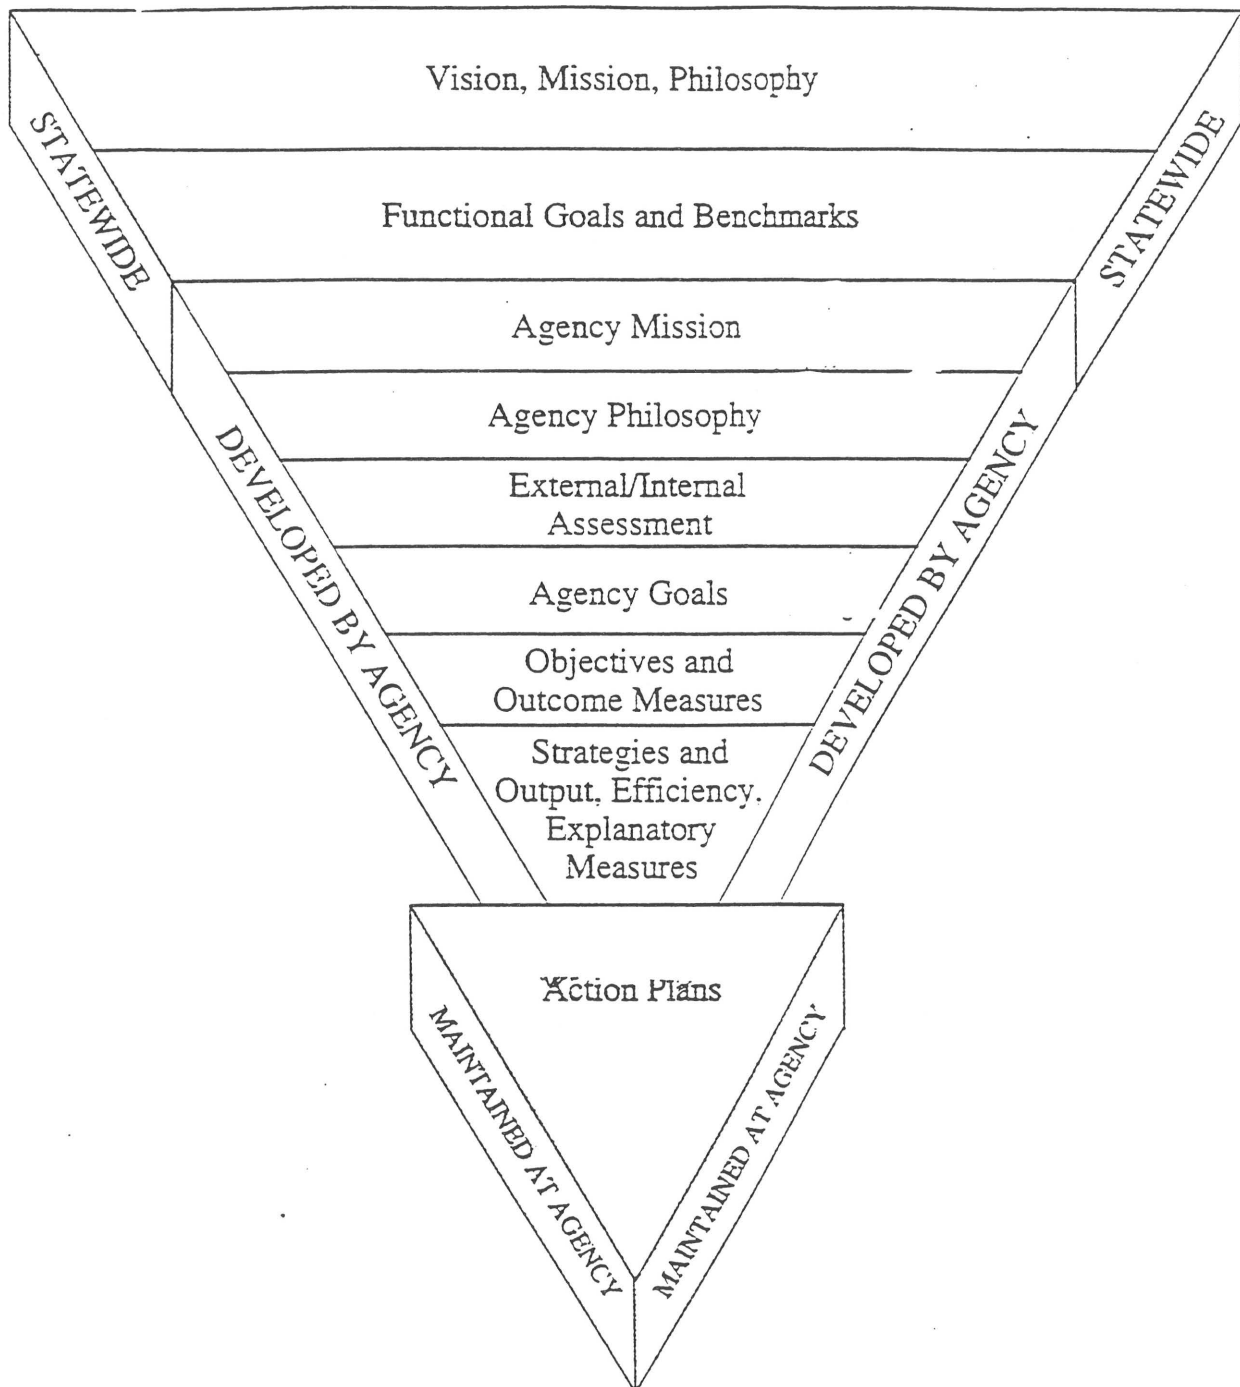 Vision, Mission, Philosophy
STATEWIDE
STATEWIDE
Functional Goals and Benchmarks
Agency Mission
Agency Philosophy
DEVELOPED BY AGENCY
DEVELOPED BY AGENCY
External/Internal
Assessment
Agency Goals
Objectives and
Outcome Measures
Strategies and
Output, Efficiency,
Explanatory
Measures
Action Plans
MAINTAINED AT AGENCY
MAINTAINED AT AGENCY